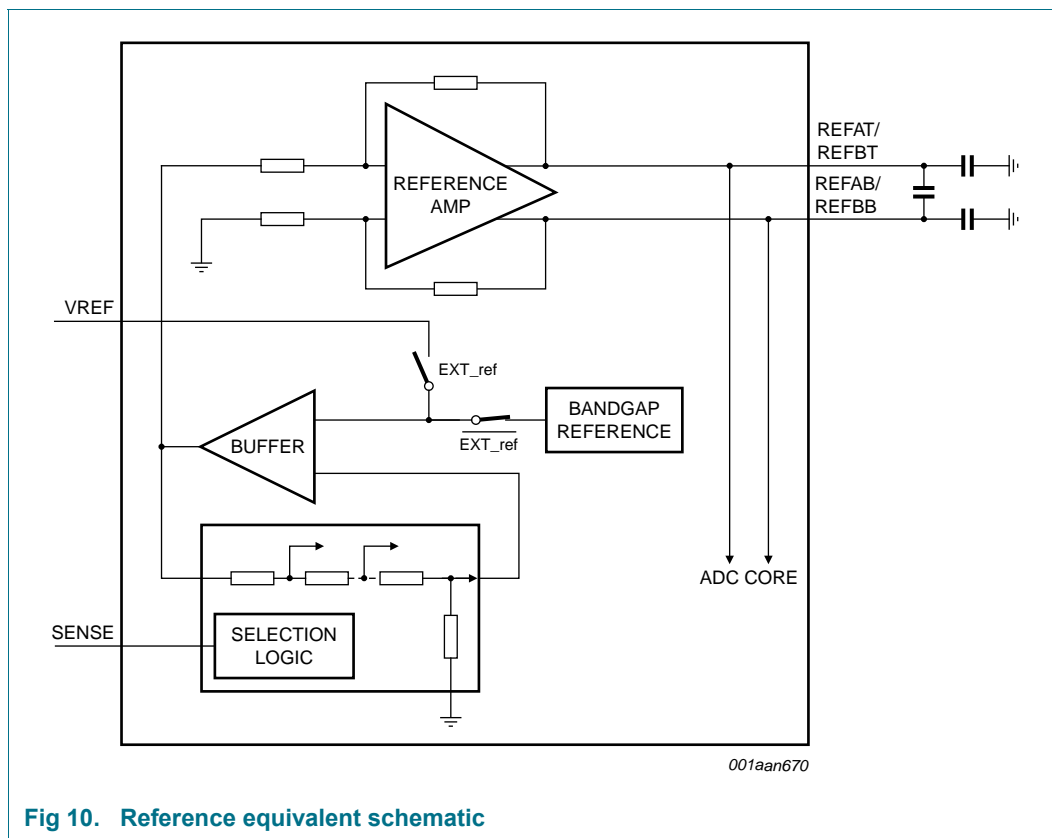 REFAT/
REFBT
REFERENCE
AMP
REFAB/
REFBB
VREF
EXT_ref
BANDGAP
REFERENCE
EXT_ref
BUFFER
ADC CORE
SENSE
SELECTION
LOGIC
001aan670
Fig 10. Reference equivalent schematic